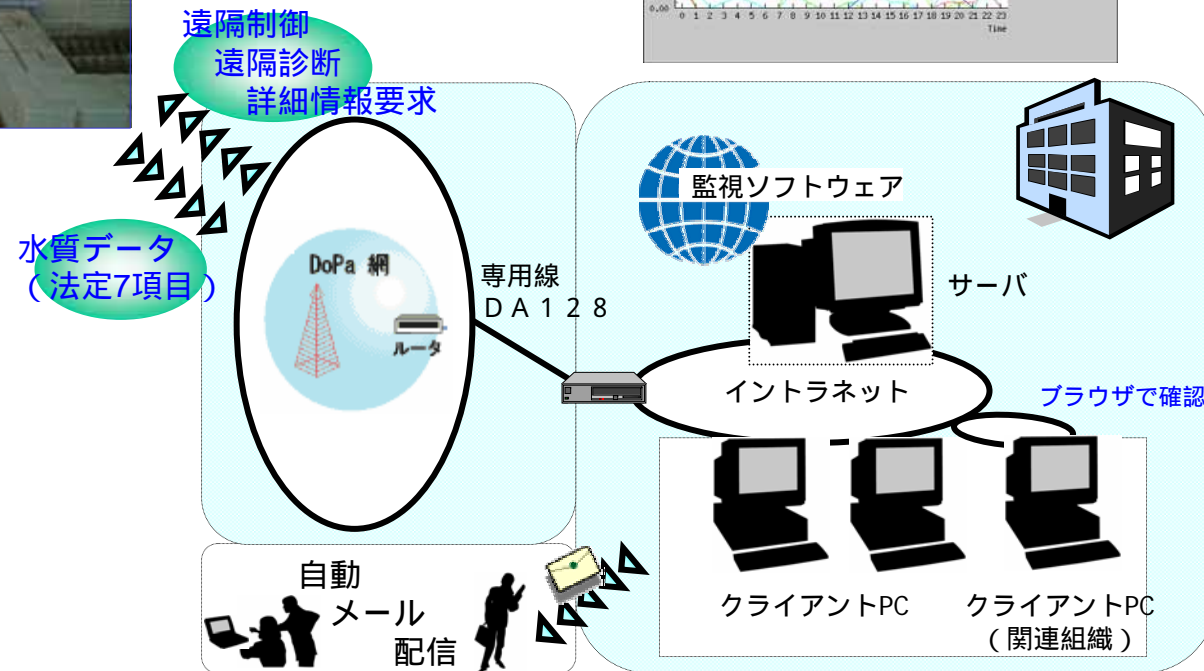 0.00
0 1 2 3 4 5 6 7 8 9 10 11 12 13 14 15 16 17 18 19 20 21 22 23
Time
遠隔制御
遠隔診断
詳細情報要求
水質データ
(法定7項目)
DoPa 網
ルータ
専用線
DA128
監視ソフトウェア
サーバ
イントラネット
ブラウザで確認
クライアントPC
クライアントPC
(関連組織)
自動
メール
配信